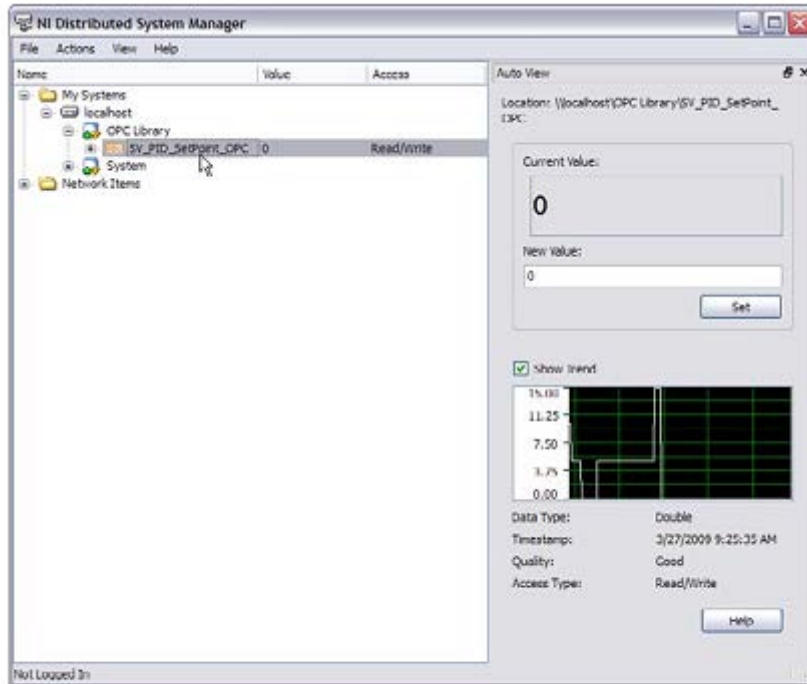 NI Distributed System Manager
File Actions View Help
Name Value Access
My Systems
localhost
OPC Library
SV_PID_SetPoint_OPC 0 Read/Write
System
Network Items
Auto View
Location: \\localhost\OPC Library\SV_PID_SetPoint_
OPC
Current Value:
0
New Value:
0
Set
Show Trend
15.00
11.25
7.50
3.75
0.00
Data Type: Double
Timestamp: 3/27/2009 9:25:35 AM
Quality: Good
Access Type: Read/Write
Help
Not Logged In